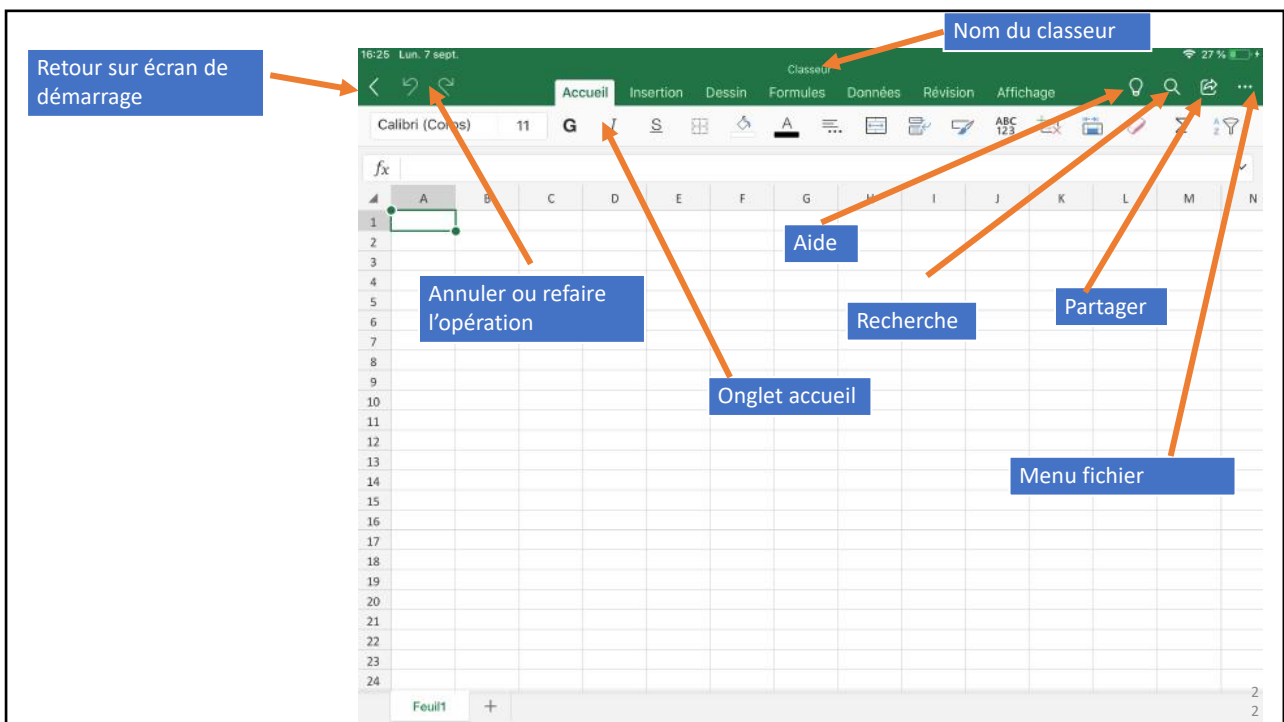 Nom du classeur
Retour sur écran de
démarrage
16:25 Lun. 7 sept.
27 %
Classeur
Accueil Insertion Dessin Formules Données Révision Affichage
Calibri (Corps) 11 G I S A ABC 123 Σ A Z
fx
A B C D E F G H I J K L M N
1
2
3
4
5
6
7
8
9
10
11
12
13
14
15
16
17
18
19
20
21
22
23
24
Aide
Annuler ou refaire
l’opération
Recherche
Partager
Onglet accueil
Menu fichier
Feuil1 +
2
2